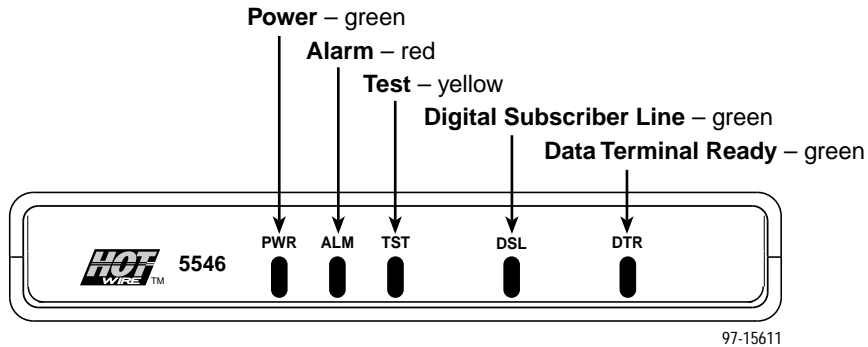 Power – green
Alarm – red
Test – yellow
Digital Subscriber Line – green
Data Terminal Ready – green
PWR ALM TST DSL DTR
HOT WIRE TM 5546
97-15611